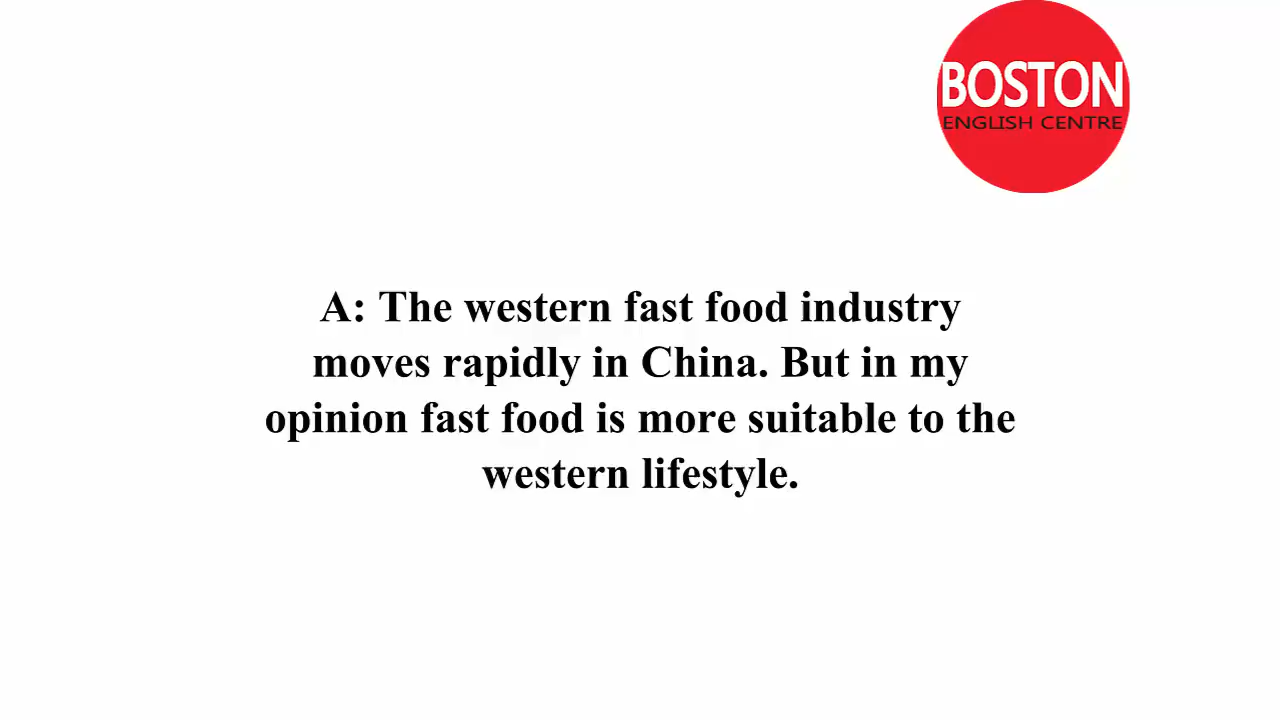 BOSTON
ENGLISH CENTRE
A: The western fast food industry
moves rapidly in China. But in my
opinion fast food is more suitable to the
western lifestyle.